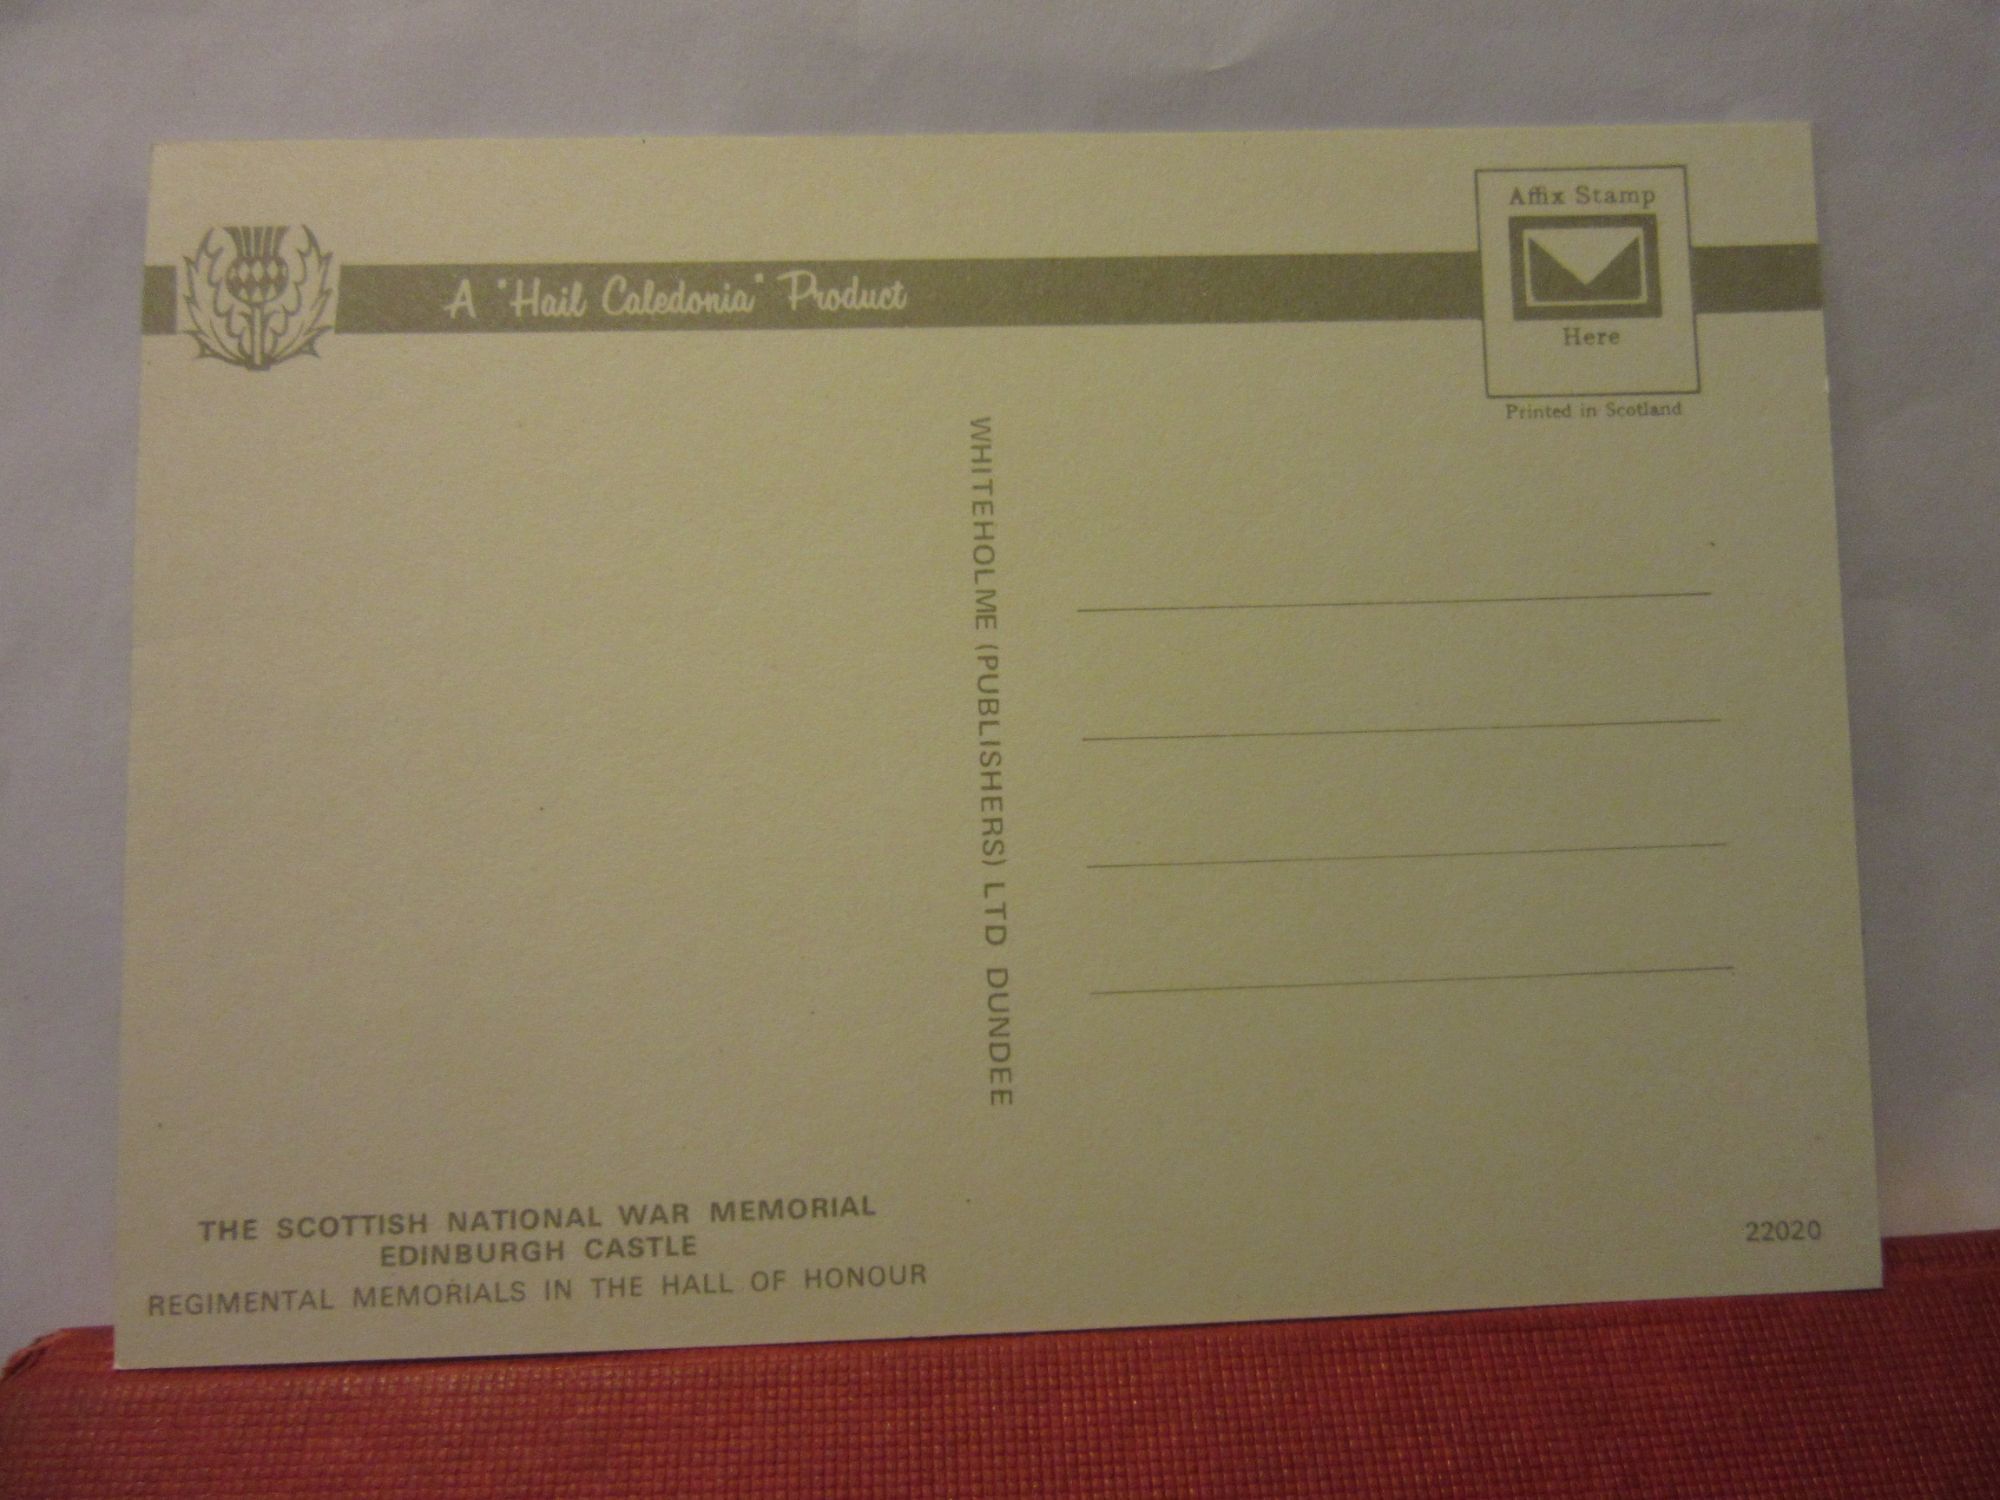 A "Hail Caledonia" Product
Affix Stamp
Here
Printed in Scotland
WHITEHOLME (PUBLISHERS) LTD DUNDEE
THE SCOTTISH NATIONAL WAR MEMORIAL
EDINBURGH CASTLE
REGIMENTAL MEMORIALS IN THE HALL OF HONOUR
22020